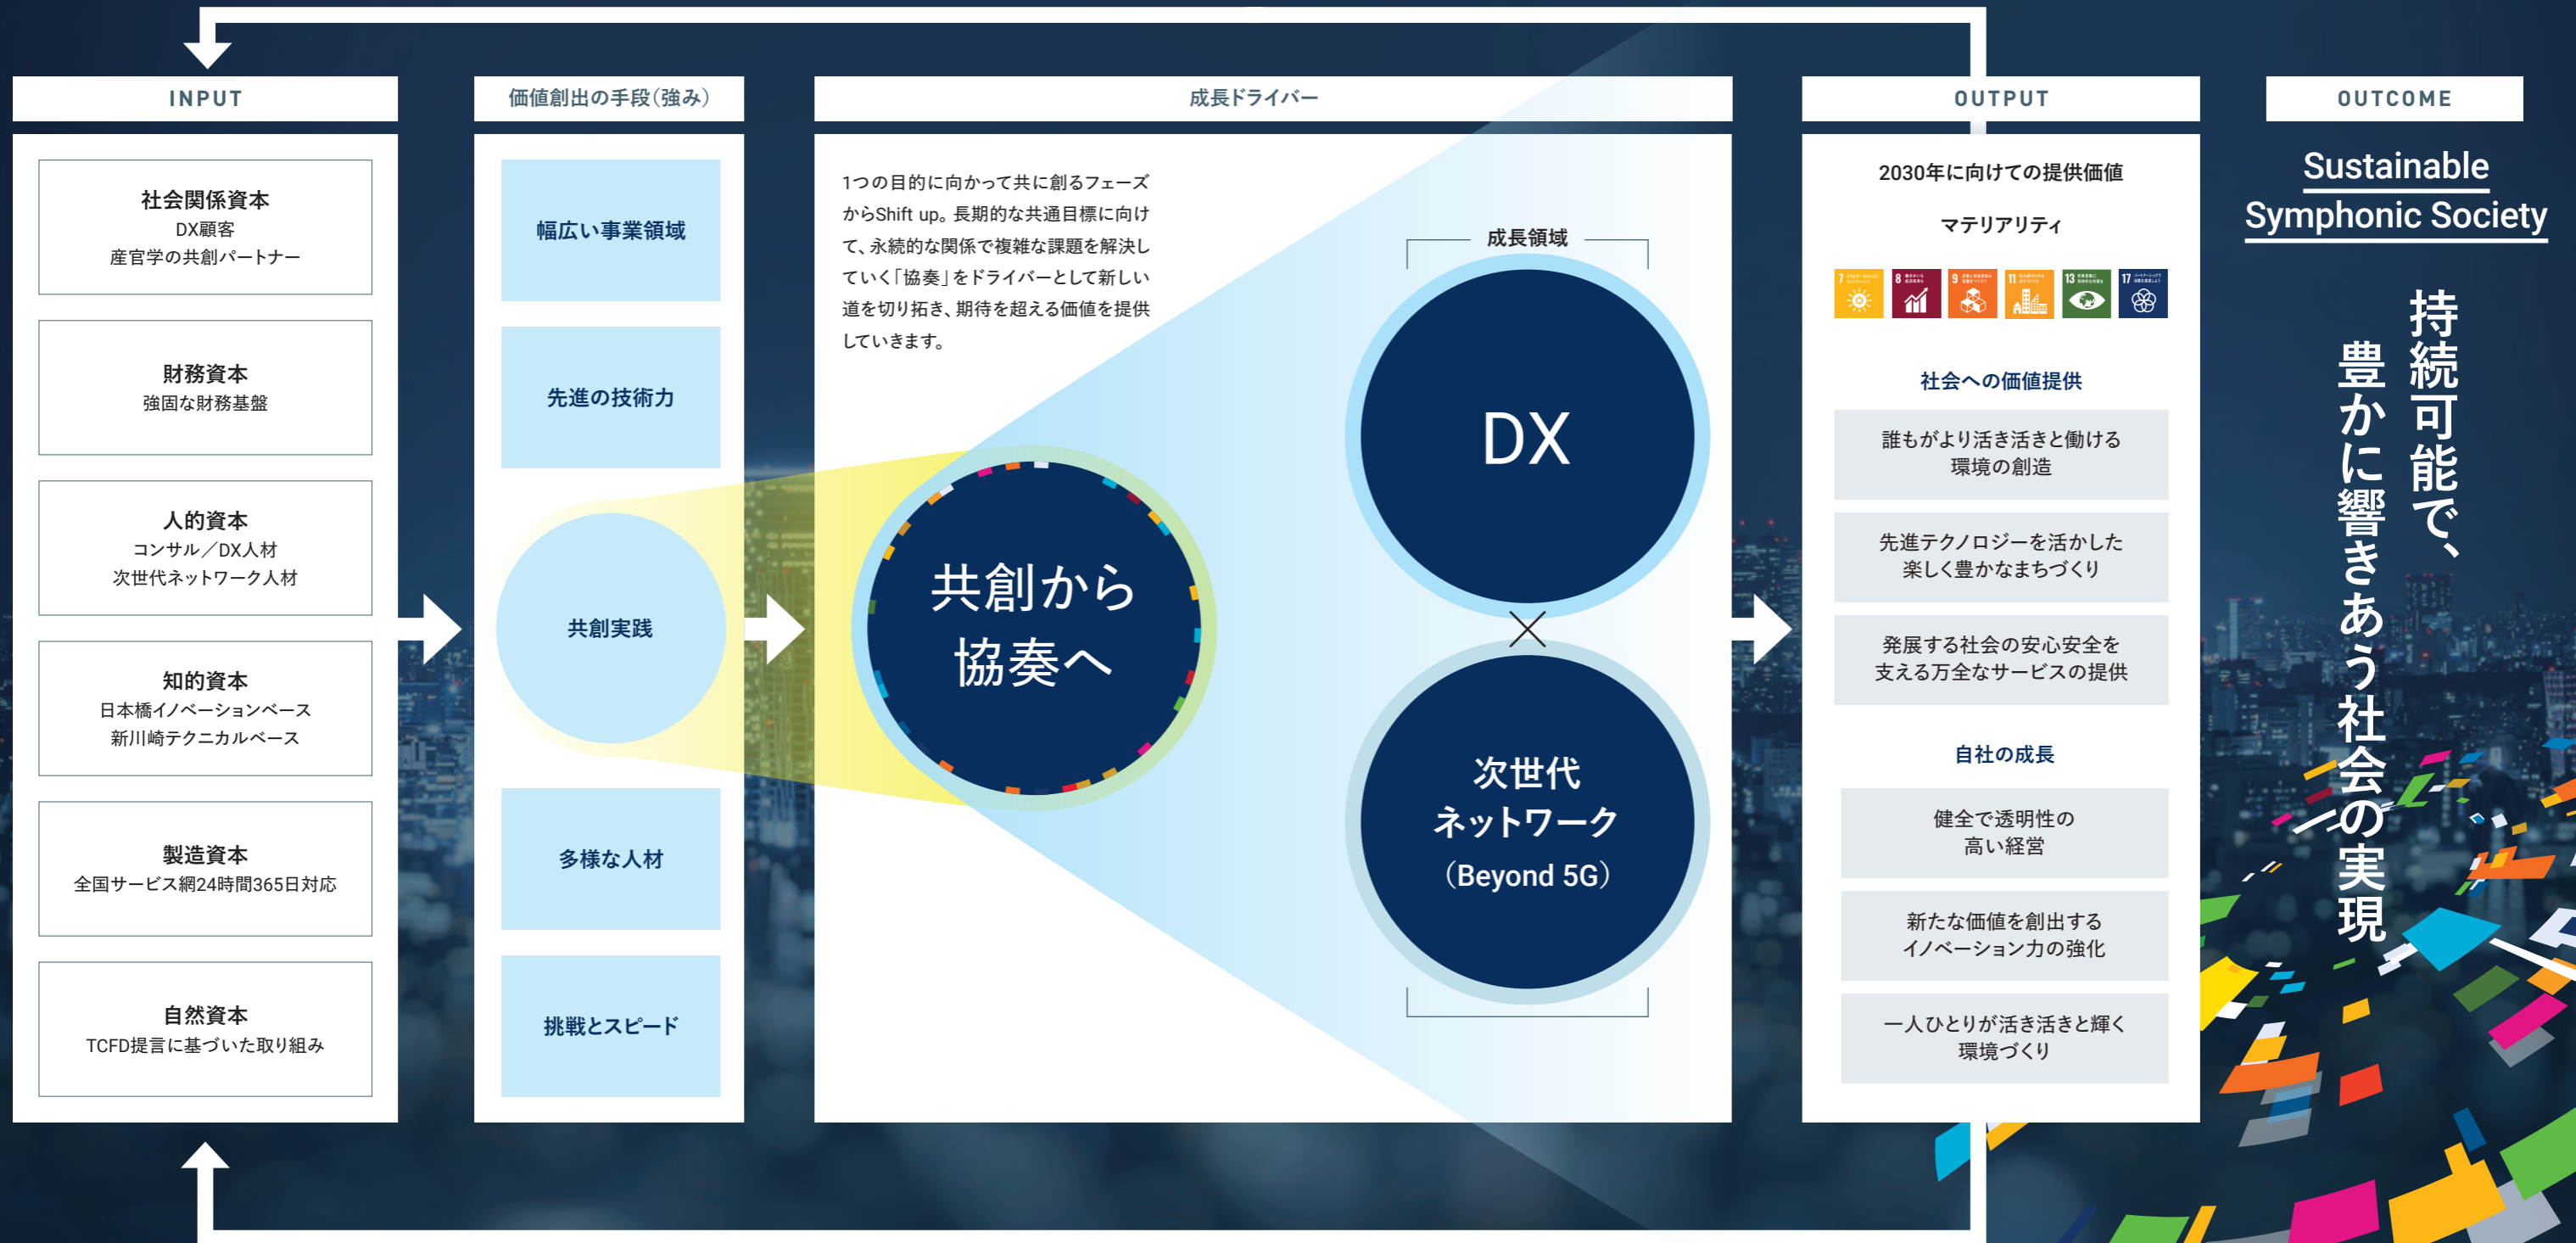 INPUT
社会関係資本
DX顧客
産官学の共創パートナー
財務資本
強固な財務基盤
人的資本
コンサル／DX人材
次世代ネットワーク人材
知的資本
日本橋イノベーションベース
新川崎テクニカルベース
製造資本
全国サービス網24時間365日対応
自然資本
TCFD提言に基づいた取り組み
価値創出の手段（強み）
幅広い事業領域
先進の技術力
共創実践
多様な人材
挑戦とスピード
成長ドライバー
1つの目的に向かって共に創るフェーズ
からShift up。長期的な共通目標に向け
て、永続的な関係で複雑な課題を解決し
ていく「協奏」をドライバーとして新しい
道を切り拓き、期待を超える価値を提供
していきます。
共創から
協奏へ
成長領域
DX
次世代
ネットワーク
（Beyond 5G）
OUTPUT
2030年に向けての提供価値
マテリアリティ
7
8
9
11
13
17
社会への価値提供
誰もがより活き活きと働ける
環境の創造
先進テクノロジーを活かした
楽しく豊かなまちづくり
発展する社会の安心安全を
支える万全なサービスの提供
自社の成長
健全で透明性の
高い経営
新たな価値を創出する
イノベーション力の強化
一人ひとりが活き活きと輝く
環境づくり
OUTCOME
Sustainable
Symphonic Society
持続可能で、
豊かに響きあう社会の実現